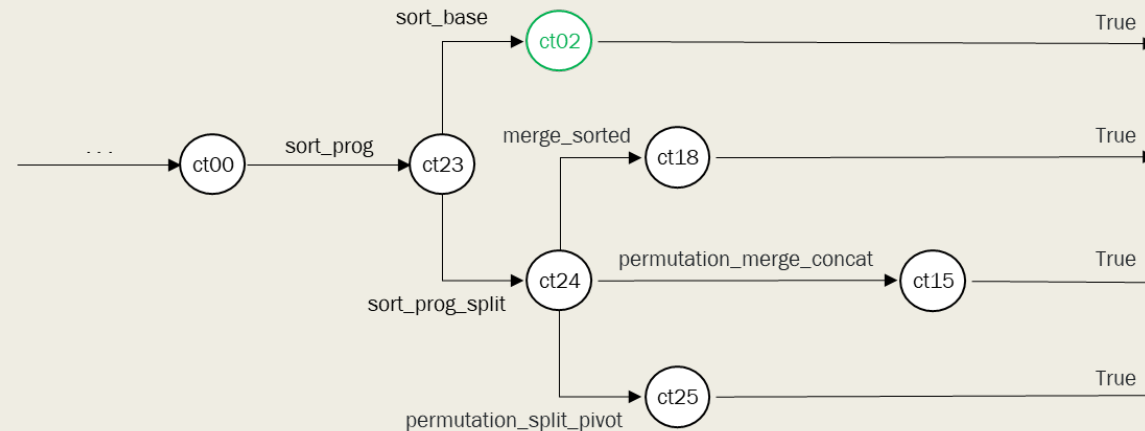 sort_base
ct02
True
merge_sorted
ct18
True
. . .
ct00
sort_prog
ct23
permutation_merge_concat
ct24
ct15
True
sort_prog_split
ct25
True
permutation_split_pivot